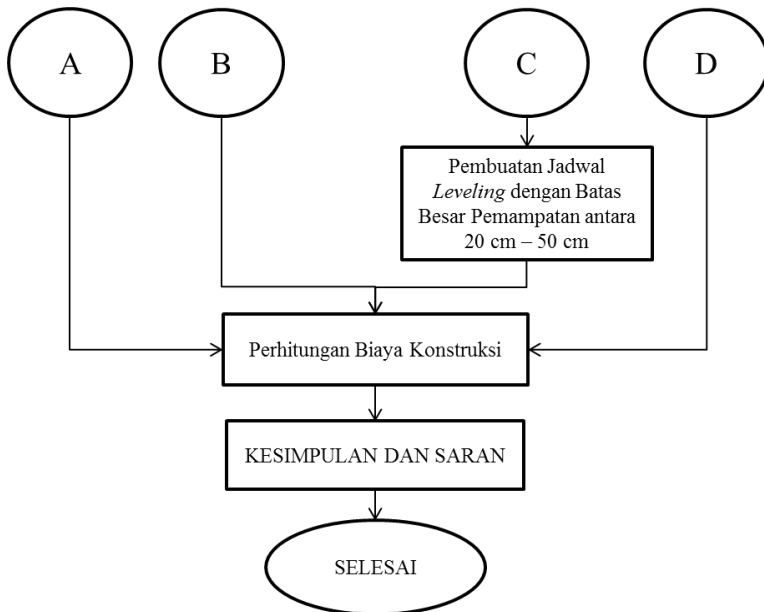 A
B
C
D
Pembuatan Jadwal
Leveling dengan Batas
Besar Pemampatan antara
20 cm – 50 cm
Perhitungan Biaya Konstruksi
KESIMPULAN DAN SARAN
SELESAI